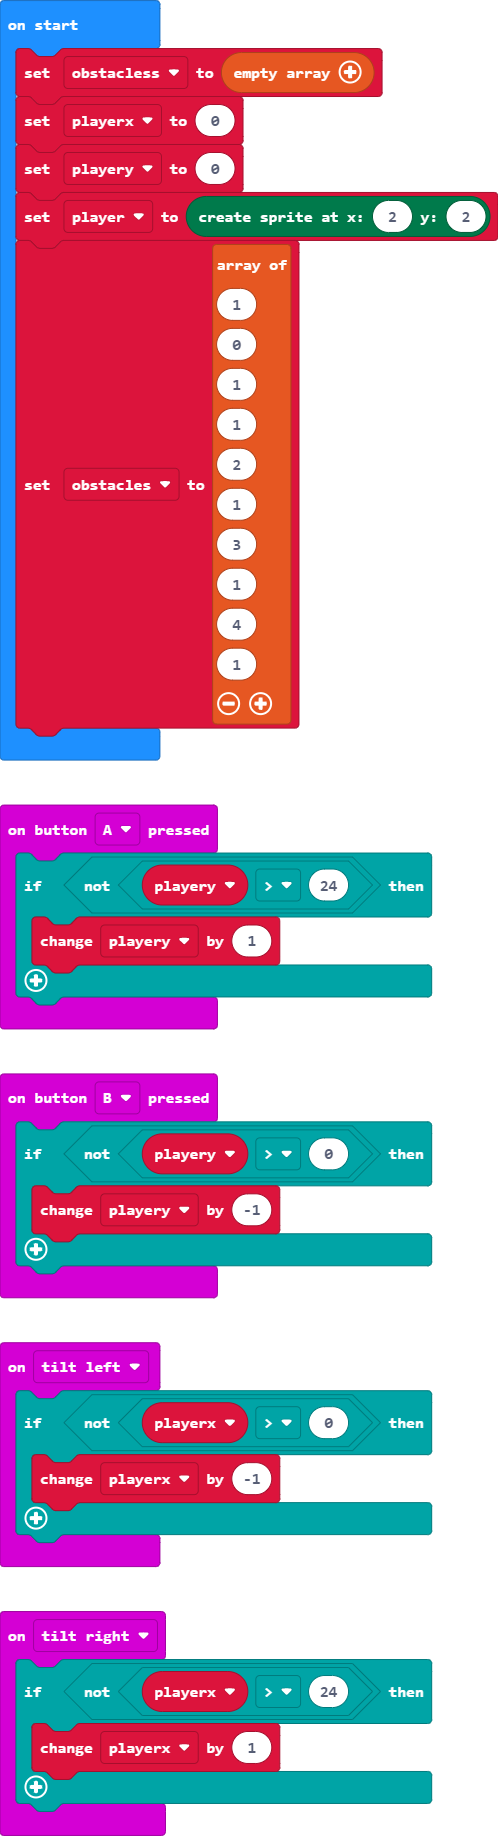 on start
set obstacless to empty array
set playerx to 0
set playery to 0
set player to create sprite at x: 2 y: 2
array of
1
0
1
1
2
set obstacles to
1
3
1
4
1
on button A pressed
if not playery > 24 then
change playery by 1
on button B pressed
if not playery > 0 then
change playery by -1
on tilt left
if not playerx > 0 then
change playerx by -1
on tilt right
if not playerx > 24 then
change playerx by 1